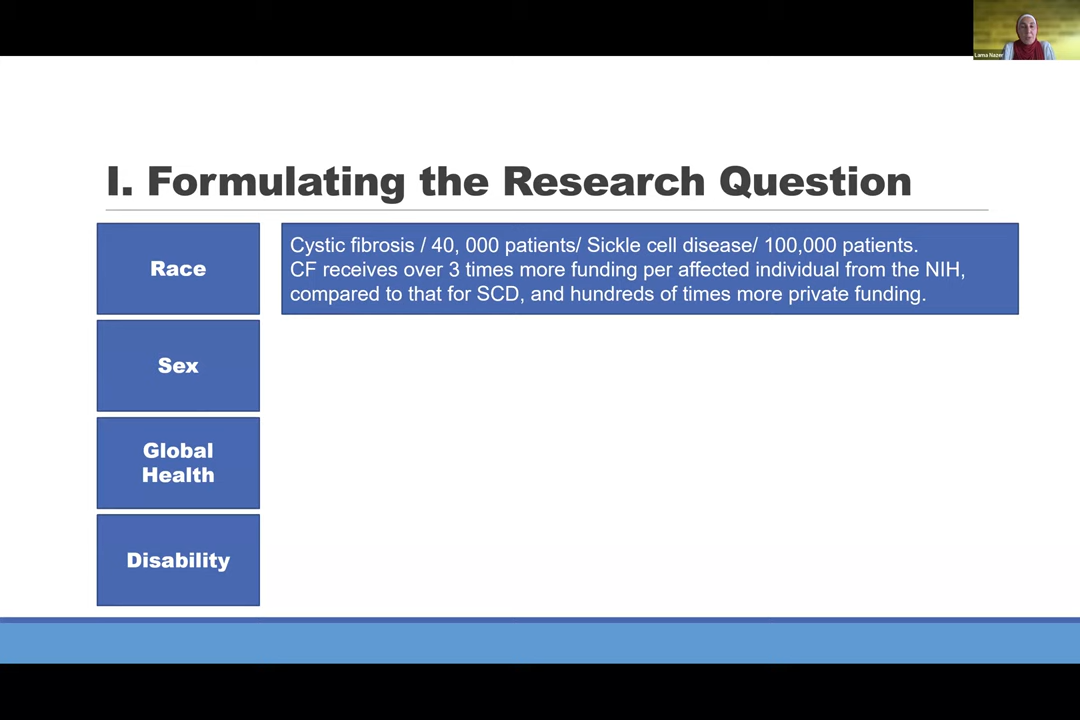 Lama Nazer
I. Formulating the Research Question
Race
Cystic fibrosis / 40, 000 patients/ Sickle cell disease/ 100,000 patients.
CF receives over 3 times more funding per affected individual from the NIH,
compared to that for SCD, and hundreds of times more private funding.
Sex
Global
Health
Disability